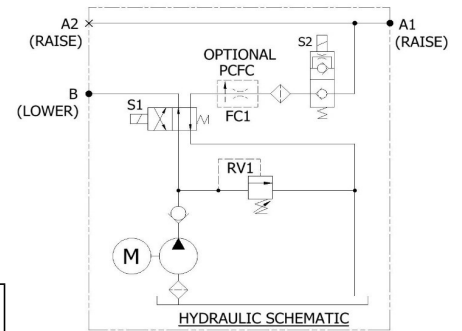 A2
(RAISE)
A1
(RAISE)
S2
OPTIONAL
PCFC
B
(LOWER)
S1
FC1
RV1
M
HYDRAULIC SCHEMATIC